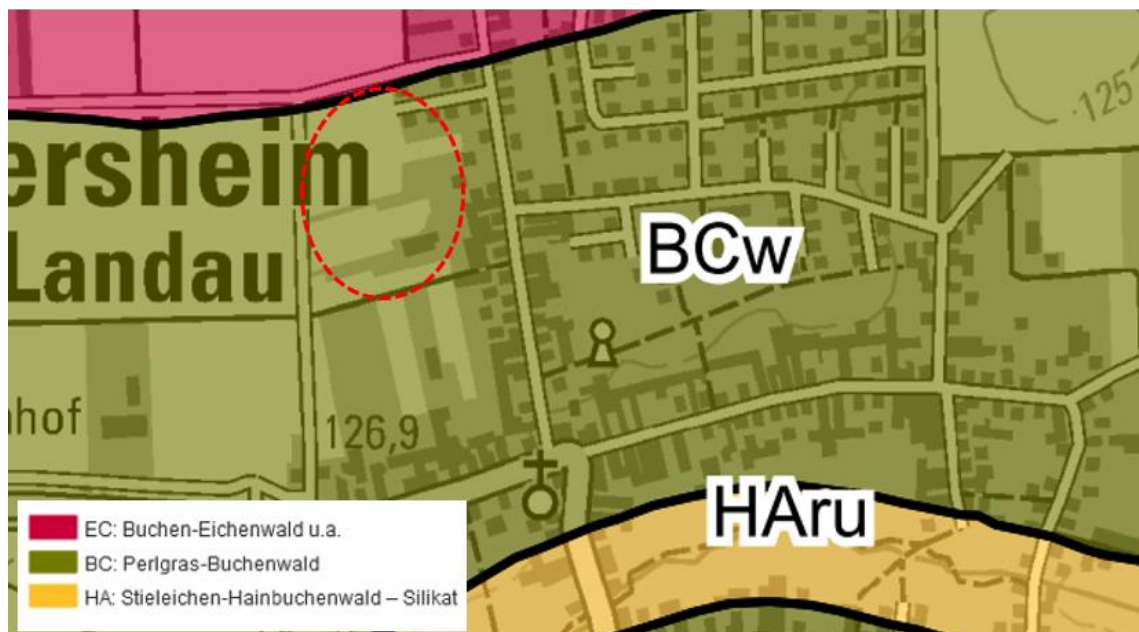 125
ersheim
Landau
BCw
hof
126,9
HAru
EC: Buchen-Eichenwald u.a.
BC: Perlgras-Buchenwald
HA: Stieleichen-Hainbuchenwald – Silikat